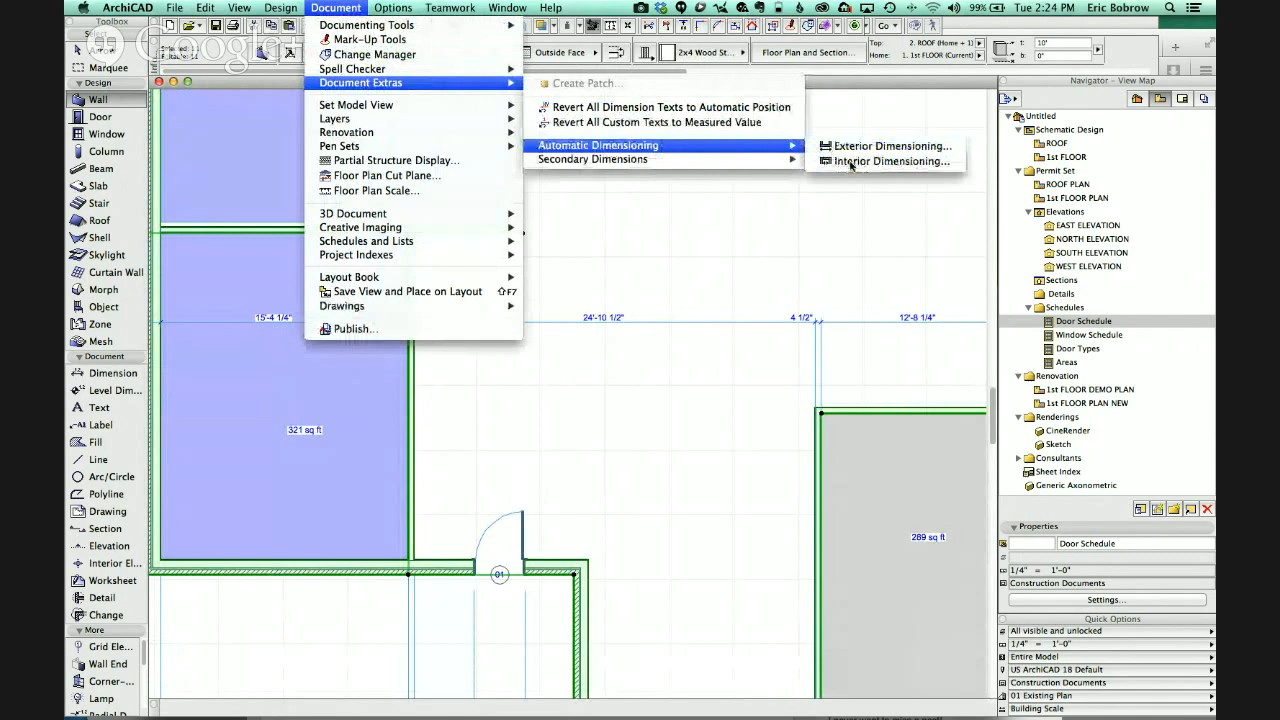 ArchiCAD File Edit View Design Document Options Teamwork Window Help 99% Tue 2:24 PM Eric Bobrow
Toolbox
Select
Arrow
Marquee
Design
Wall
Door
Window
Column
Beam
Slab
Stair
Roof
Shell
Skylight
Curtain Wall
Morph
Object
Zone
Mesh
Document
Dimension
Level Dim...
Text
Label
Fill
Line
Arc/Circle
Polyline
Drawing
Section
Elevation
Interior El...
Worksheet
Detail
Change
More
Grid Ele...
Wall End
Corner-...
Lamp
Google+
Documenting Tools
Mark-Up Tools
Change Manager
Spell Checker
Document Extras
Set Model View
Layers
Renovation
Pen Sets
Partial Structure Display...
Floor Plan Cut Plane...
Floor Plan Scale...
3D Document
Creative Imaging
Schedules and Lists
Project Indexes
Layout Book
Save View and Place on Layout ⇧F7
Drawings
Publish...
Create Patch...
Revert All Dimension Texts to Automatic Position
Revert All Custom Texts to Measured Value
Automatic Dimensioning
Secondary Dimensions
Exterior Dimensioning...
Interior Dimensioning...
Go
Outside Face
2x4 Wood St...
Floor Plan and Section...
Top: 2. ROOF (Home + 1)
Home: 1. 1st FLOOR (Current)
t: 10'
b: 0"
15'-4 1/4"
24'-10 1/2"
4 1/2"
12'-8 1/4"
321 sq ft
289 sq ft
01
Navigator - View Map
Untitled
Schematic Design
ROOF
1st FLOOR
Permit Set
ROOF PLAN
1st FLOOR PLAN
Elevations
EAST ELEVATION
NORTH ELEVATION
SOUTH ELEVATION
WEST ELEVATION
Sections
Details
Schedules
Door Schedule
Window Schedule
Door Types
Areas
Renovation
1st FLOOR DEMO PLAN
1st FLOOR PLAN NEW
Renderings
CineRender
Sketch
Consultants
Sheet Index
Generic Axonometric
Properties
Door Schedule
1/4" = 1'-0"
Construction Documents
Settings...
Quick Options
All visible and unlocked
1/4" = 1'-0"
Entire Model
US ArchiCAD 18 Default
Construction Documents
01 Existing Plan
Building Scale